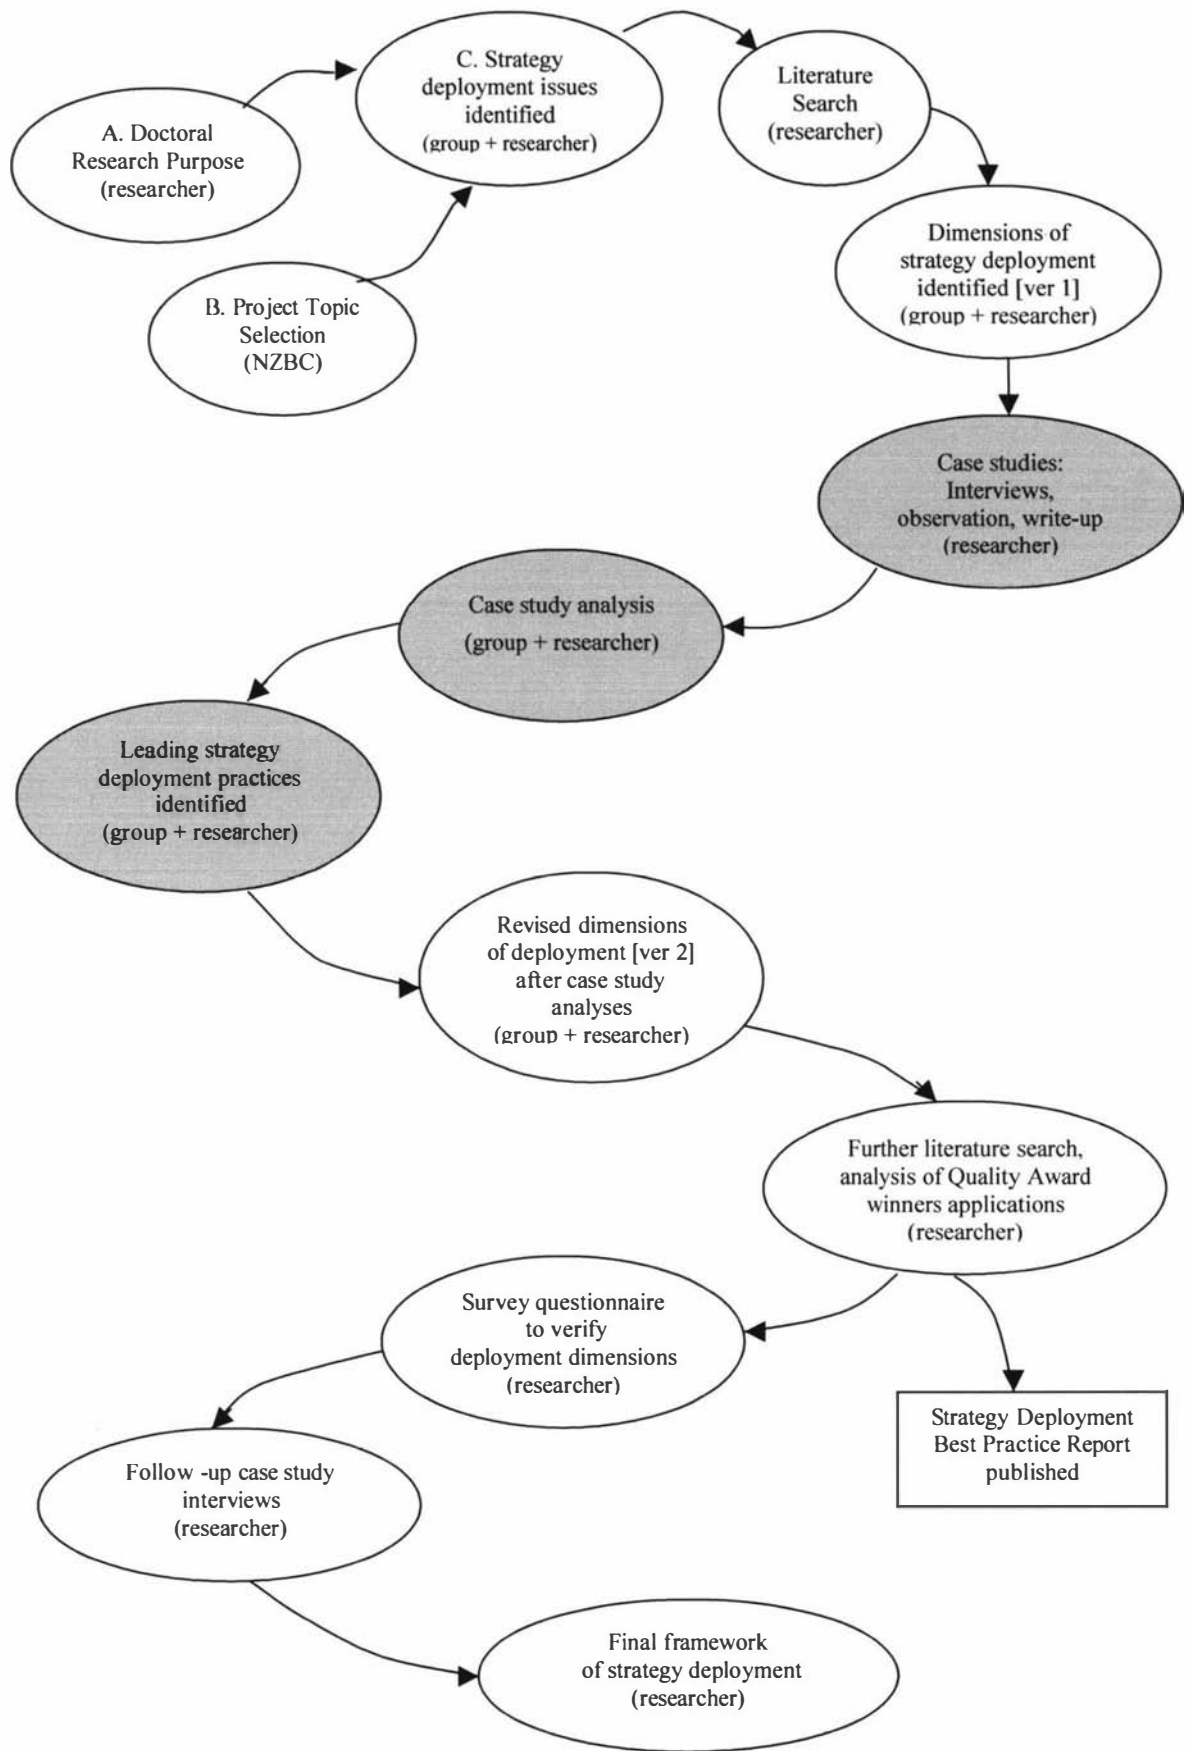 C. Strategy
deployment issues
identified
(group + researcher)
Literature
Search
(researcher)
A. Doctoral
Research Purpose
(researcher)
Dimensions of
strategy deployment
identified [ver 1]
(group + researcher)
B. Project Topic
Selection
(NZBC)
Case studies:
Interviews,
observation, write-up
(researcher)
Case study analysis
(group + researcher)
Leading strategy
deployment practices
identified
(group + researcher)
Revised dimensions
of deployment [ver 2]
after case study
analyses
(group + researcher)
Further literature search,
analysis of Quality Award
winners applications
(researcher)
Survey questionnaire
to verify
deployment dimensions
(researcher)
Strategy Deployment
Best Practice Report
published
Follow -up case study
interviews
(researcher)
Final framework
of strategy deployment
(researcher)